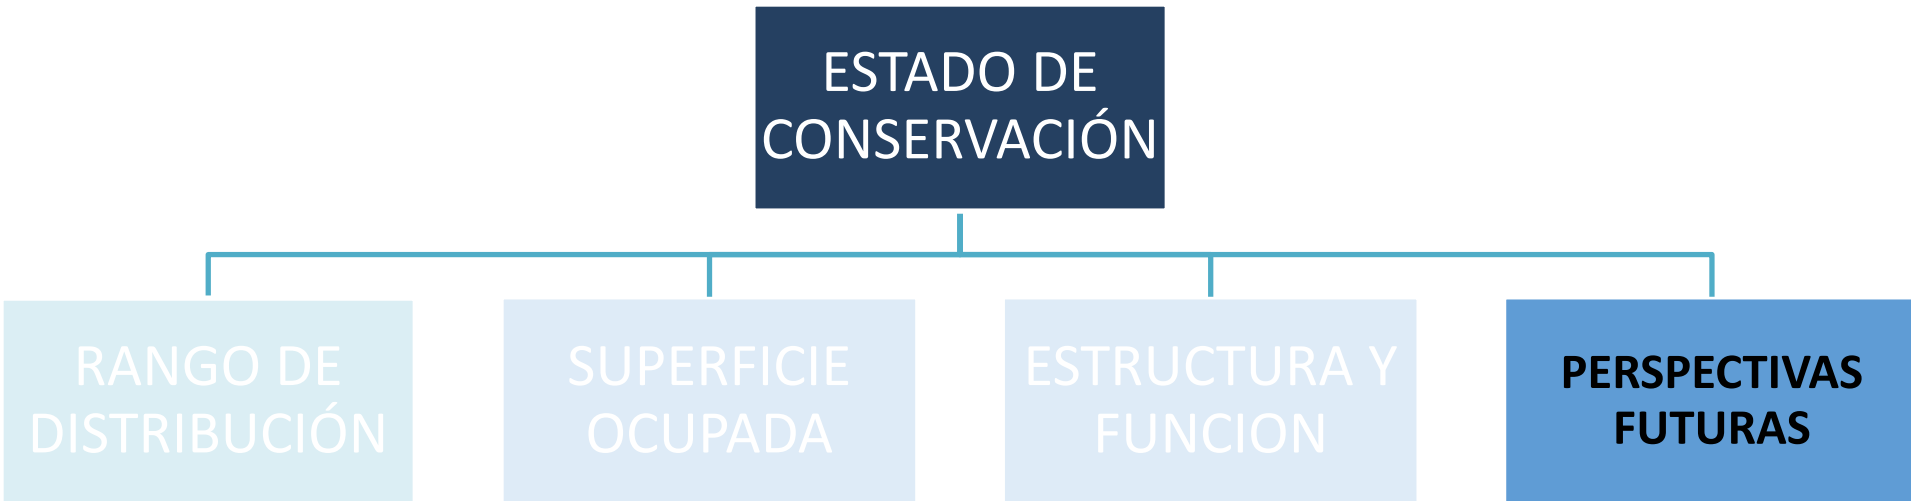 ESTADO DE
CONSERVACIÓN
RANGO DE
DISTRIBUCIÓN
SUPERFICIE
OCUPADA
ESTRUCTURA Y
FUNCION
PERSPECTIVAS
FUTURAS